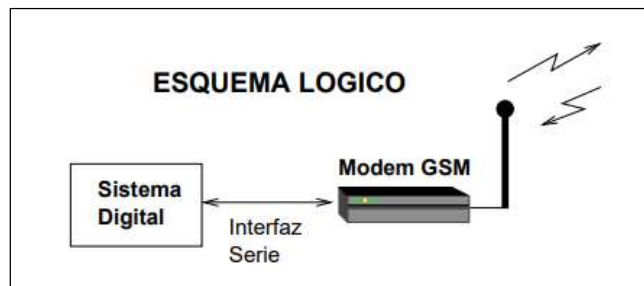 ESQUEMA LOGICO
Modem GSM
Sistema
Digital
Interfaz
Serie